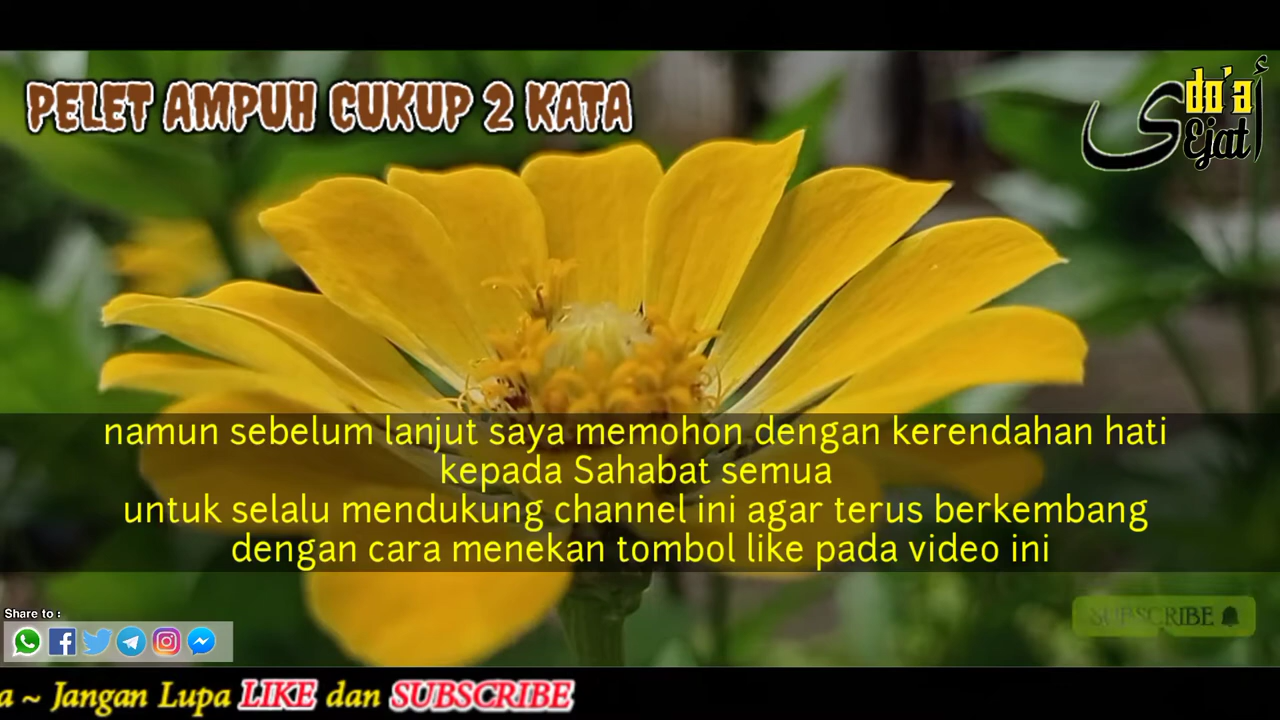 PELET AMPUH CUKUP 2 KATA
do'a
Ejati
namun sebelum lanjut saya memohon dengan kerendahan hati
kepada Sahabat semua
untuk selalu mendukung channel ini agar terus berkembang
dengan cara menekan tombol like pada video ini
Share to :
SUBSCRIBE
a ~ Jangan Lupa LIKE dan SUBSCRIBE